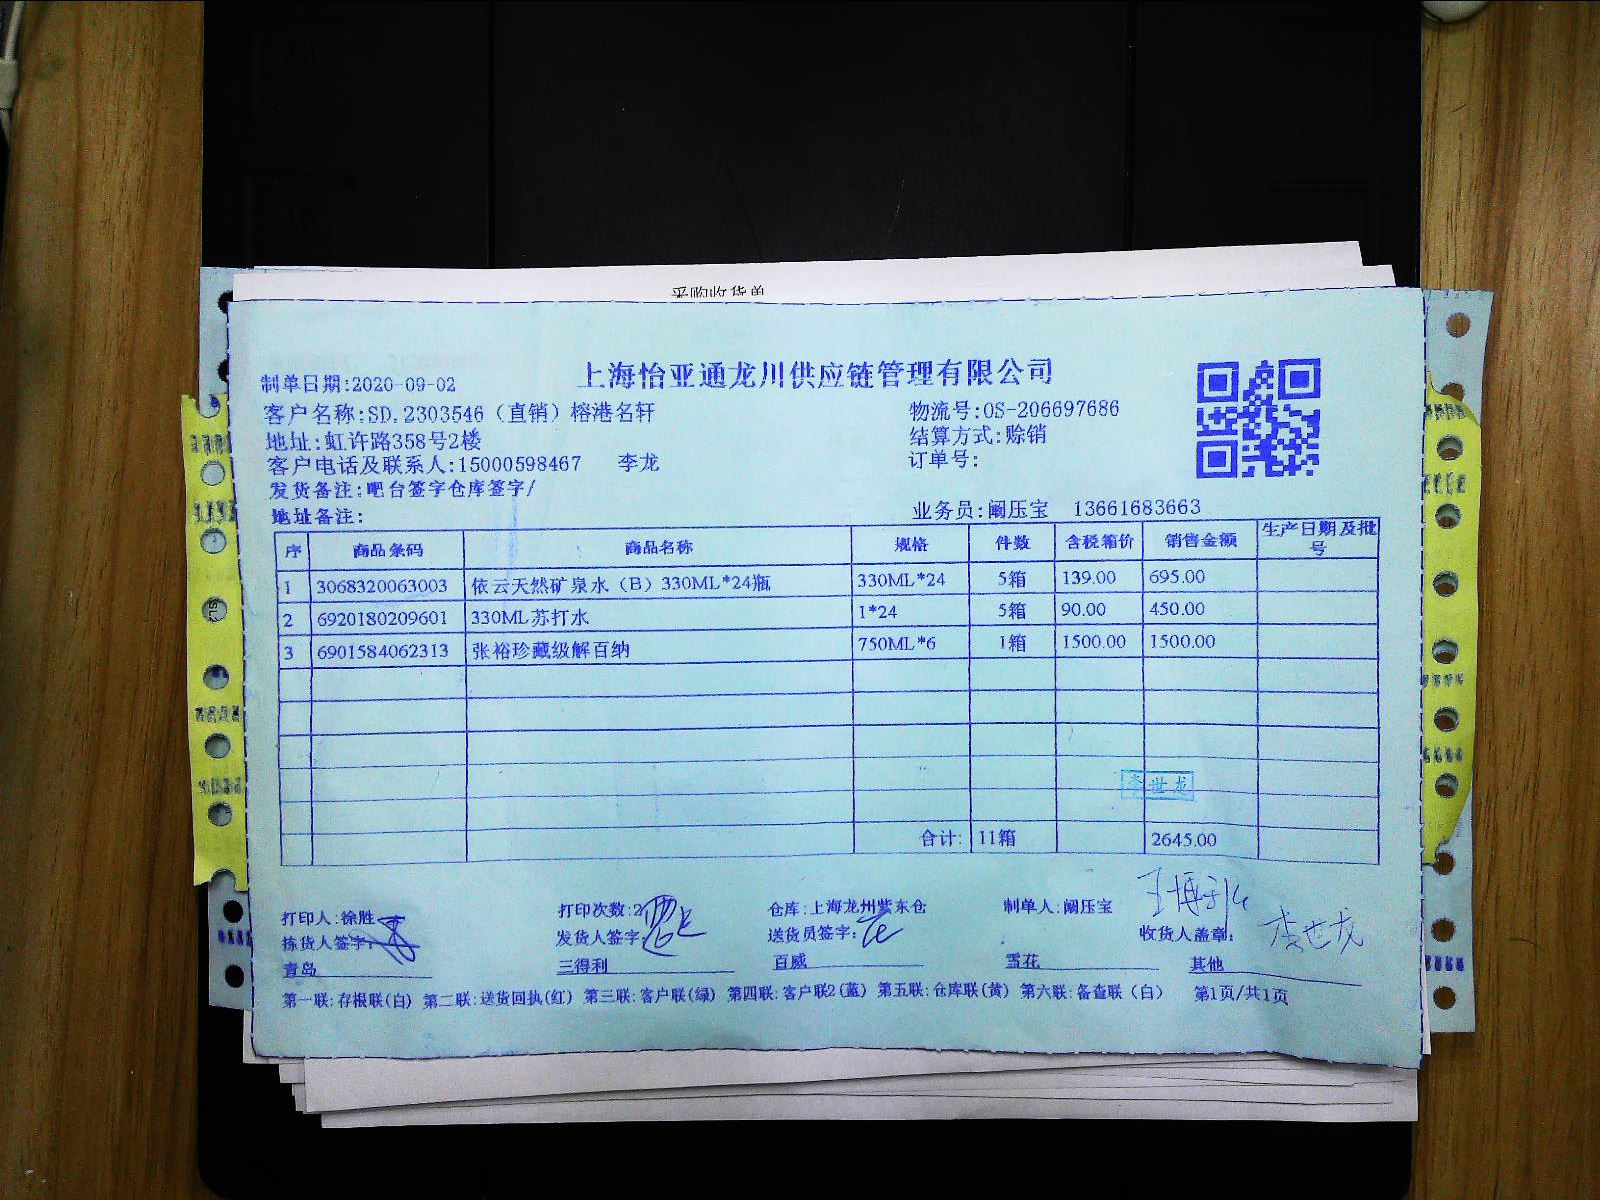 采购收货单
上海怡亚通龙川供应链管理有限公司
制单日期:2020-09-02
客户名称:SD.2303546（直销）榕港名轩
物流号:OS-206697686
地址:虹许路358号2楼
结算方式:赊销
客户电话及联系人:15000598467 李龙
订单号:
发货备注:吧台签字仓库签字/
地址备注:
业务员:阚压宝 13661683663
序 商品条码 商品名称 规格 件数 含税箱价 销售金额 生产日期及批号
1 3068320063003 依云天然矿泉水（B）330ML*24瓶 330ML*24 5箱 139.00 695.00
2 6920180209601 330ML苏打水 1*24 5箱 90.00 450.00
3 6901584062313 张裕珍藏级解百纳 750ML*6 1箱 1500.00 1500.00
李世龙
合计: 11箱 2645.00
打印人:徐胜 打印次数:2 仓库:上海龙州紫东仓 制单人:阚压宝
拣货人签字: 发货人签字: 送货员签字: 收货人盖章: 李世龙
青岛 三得利 百威 雪花 其他
第一联:存根联(白) 第二联:送货回执(红) 第三联:客户联(绿) 第四联:客户联2(蓝) 第五联:仓库联(黄) 第六联:备查联（白） 第1页/共1页